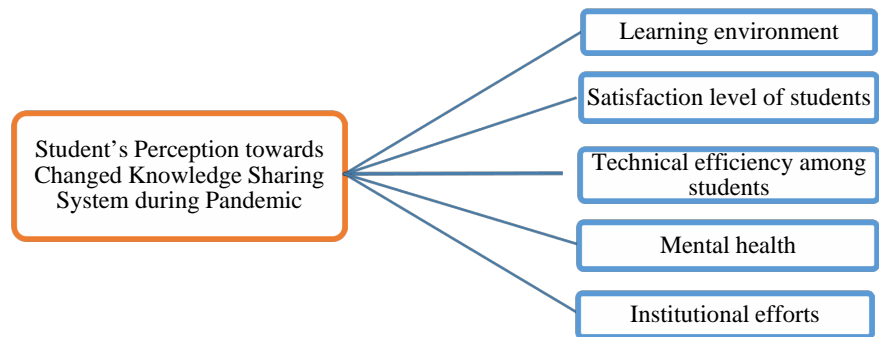 Student’s Perception towards
Changed Knowledge Sharing
System during Pandemic
Learning environment
Satisfaction level of students
Technical efficiency among
students
Mental health
Institutional efforts